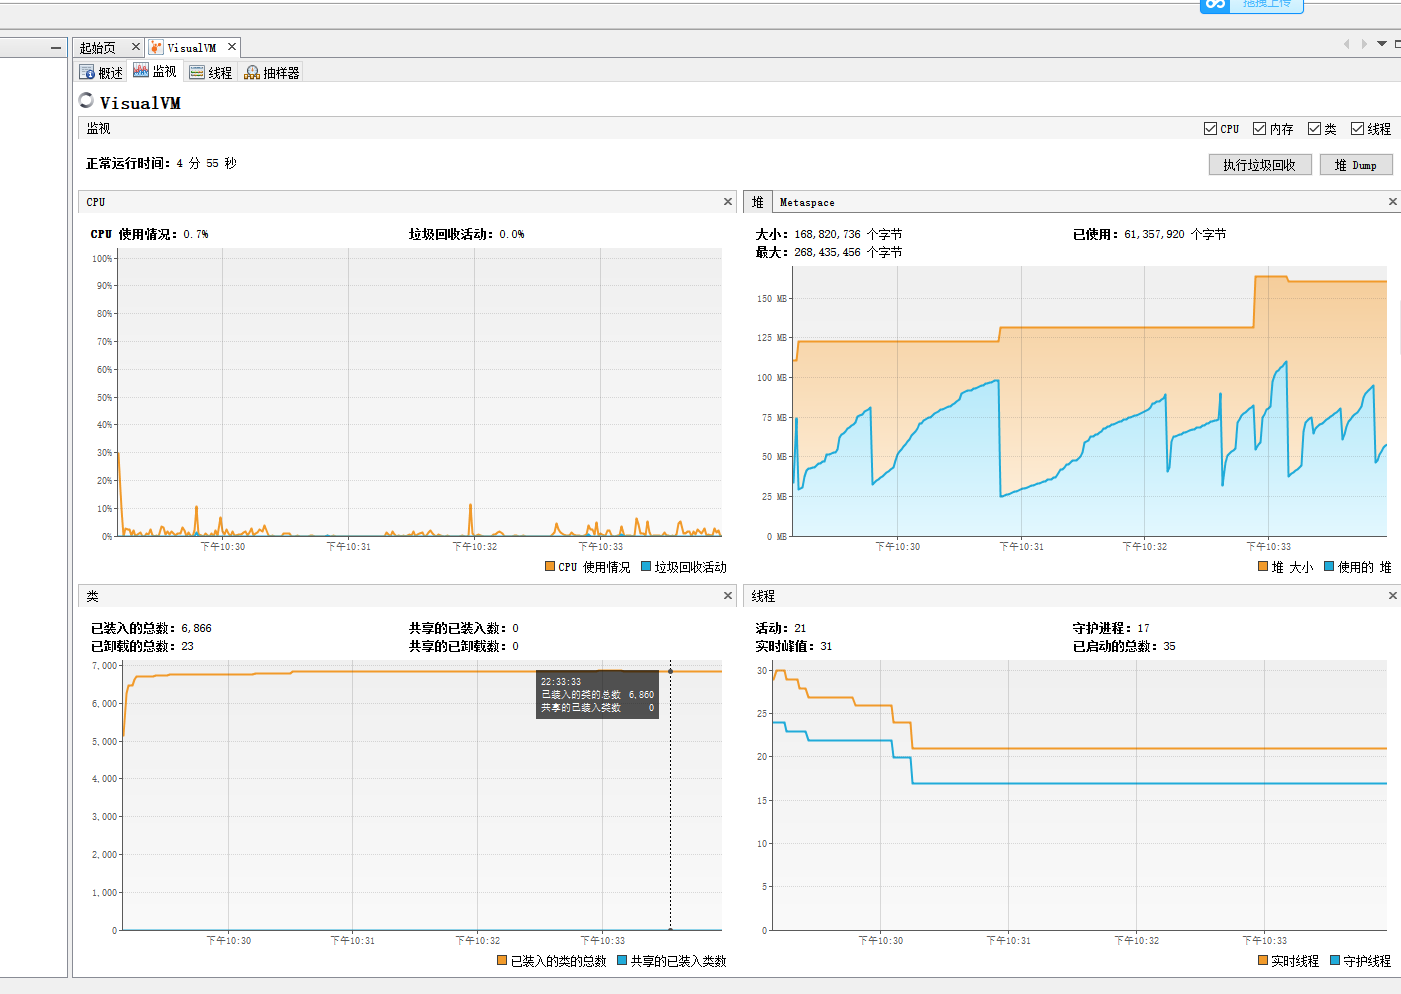 拖拽上传
起始页 VisualVM
概述 监视 线程 抽样器
VisualVM
监视 CPU 内存 类 线程
正常运行时间: 4 分 55 秒 执行垃圾回收 堆 Dump
CPU
CPU 使用情况: 0.7% 垃圾回收活动: 0.0%
100%
90%
80%
70%
60%
50%
40%
30%
20%
10%
0%
下午10:30 下午10:31 下午10:32 下午10:33
CPU 使用情况 垃圾回收活动
堆 Metaspace
大小: 168,820,736 个字节 已使用: 61,357,920 个字节
最大: 268,435,456 个字节
150 MB
125 MB
100 MB
75 MB
50 MB
25 MB
0 MB
下午10:30 下午10:31 下午10:32 下午10:33
堆 大小 使用的 堆
类
已装入的总数: 6,866 共享的已装入数: 0
已卸载的总数: 23 共享的已卸载数: 0
7,000
6,000
5,000
4,000
3,000
2,000
1,000
0
22:33:33
已装入的类的总数 6,860
共享的已装入类数 0
下午10:30 下午10:31 下午10:32 下午10:33
已装入的类的总数 共享的已装入类数
线程
活动: 21 守护进程: 17
实时峰值: 31 已启动的总数: 35
30
25
20
15
10
5
0
下午10:30 下午10:31 下午10:32 下午10:33
实时线程 守护线程